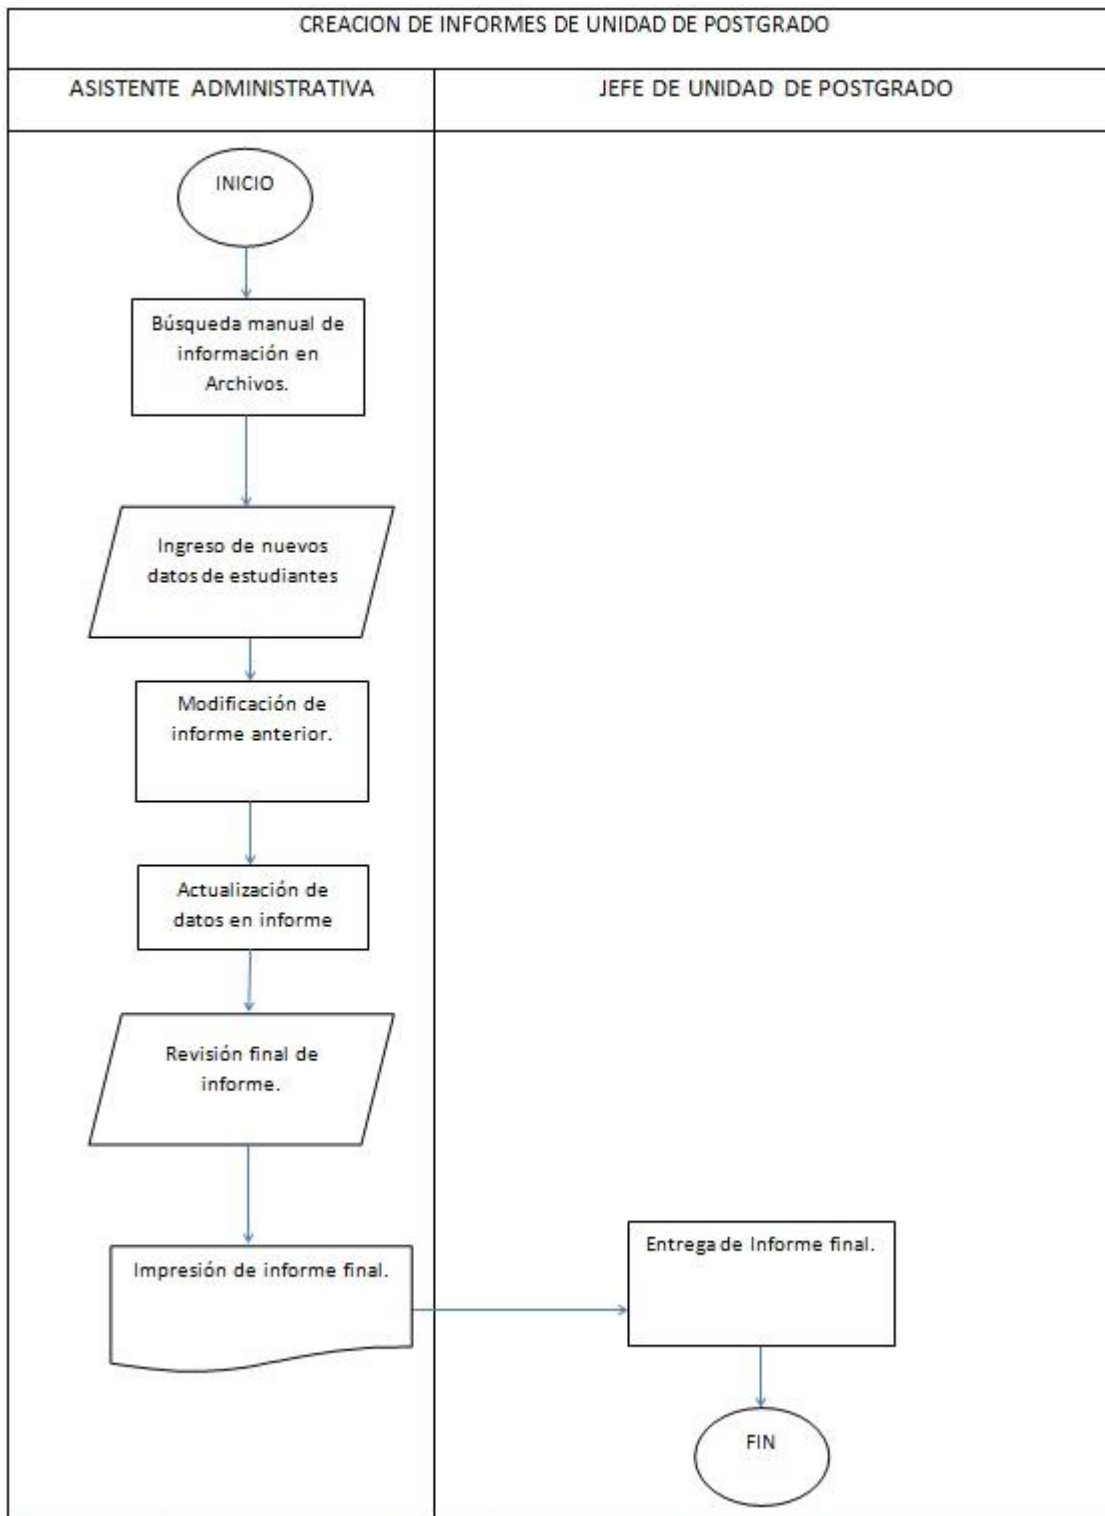 CREACION DE INFORMES DE UNIDAD DE POSTGRADO
ASISTENTE ADMINISTRATIVA
JEFE DE UNIDAD DE POSTGRADO
INICIO
Búsqueda manual de
información en
Archivos.
Ingreso de nuevos
datos de estudiantes
Modificación de
informe anterior.
Actualización de
datos en informe
Revisión final de
informe.
Impresión de informe final.
Entrega de Informe final.
FIN